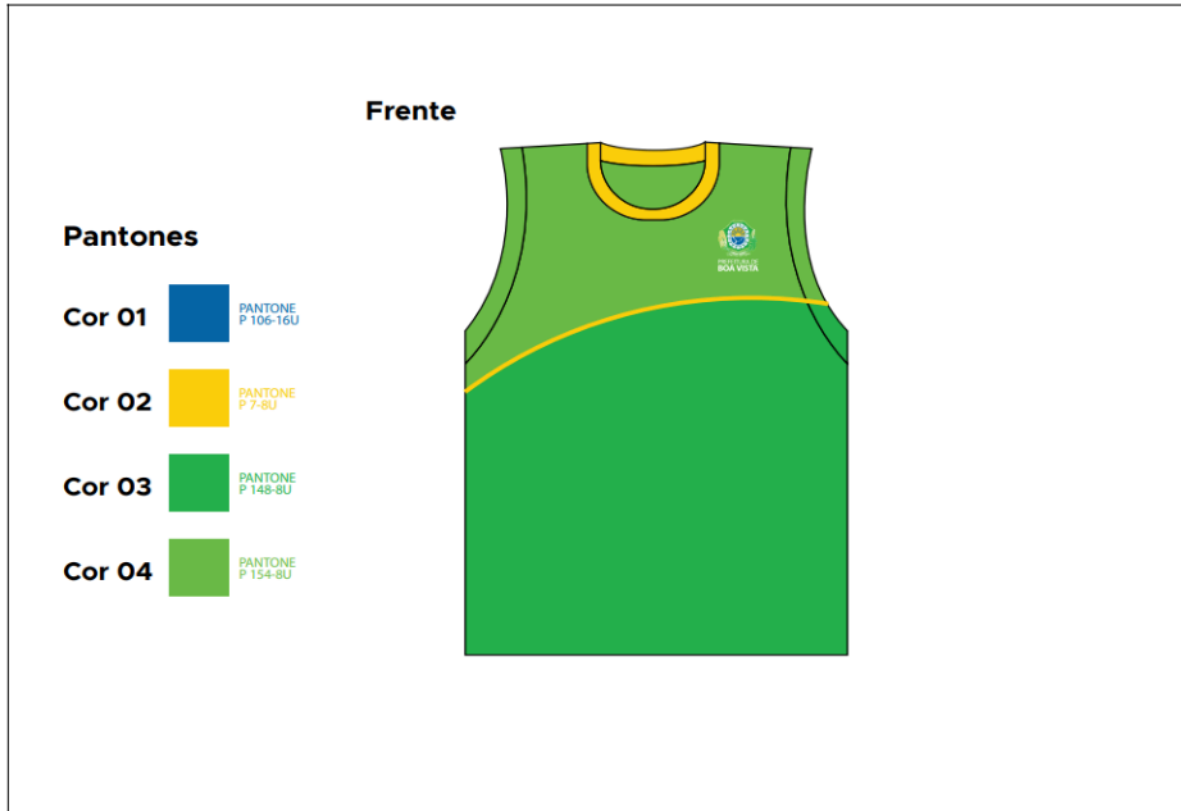 Frente
Pantones
Cor 01
PANTONE
P 106-16U
Cor 02
PANTONE
P 7-8U
Cor 03
PANTONE
P 148-8U
Cor 04
PANTONE
P 154-8U
PREFEITURA DE
BOA VISTA